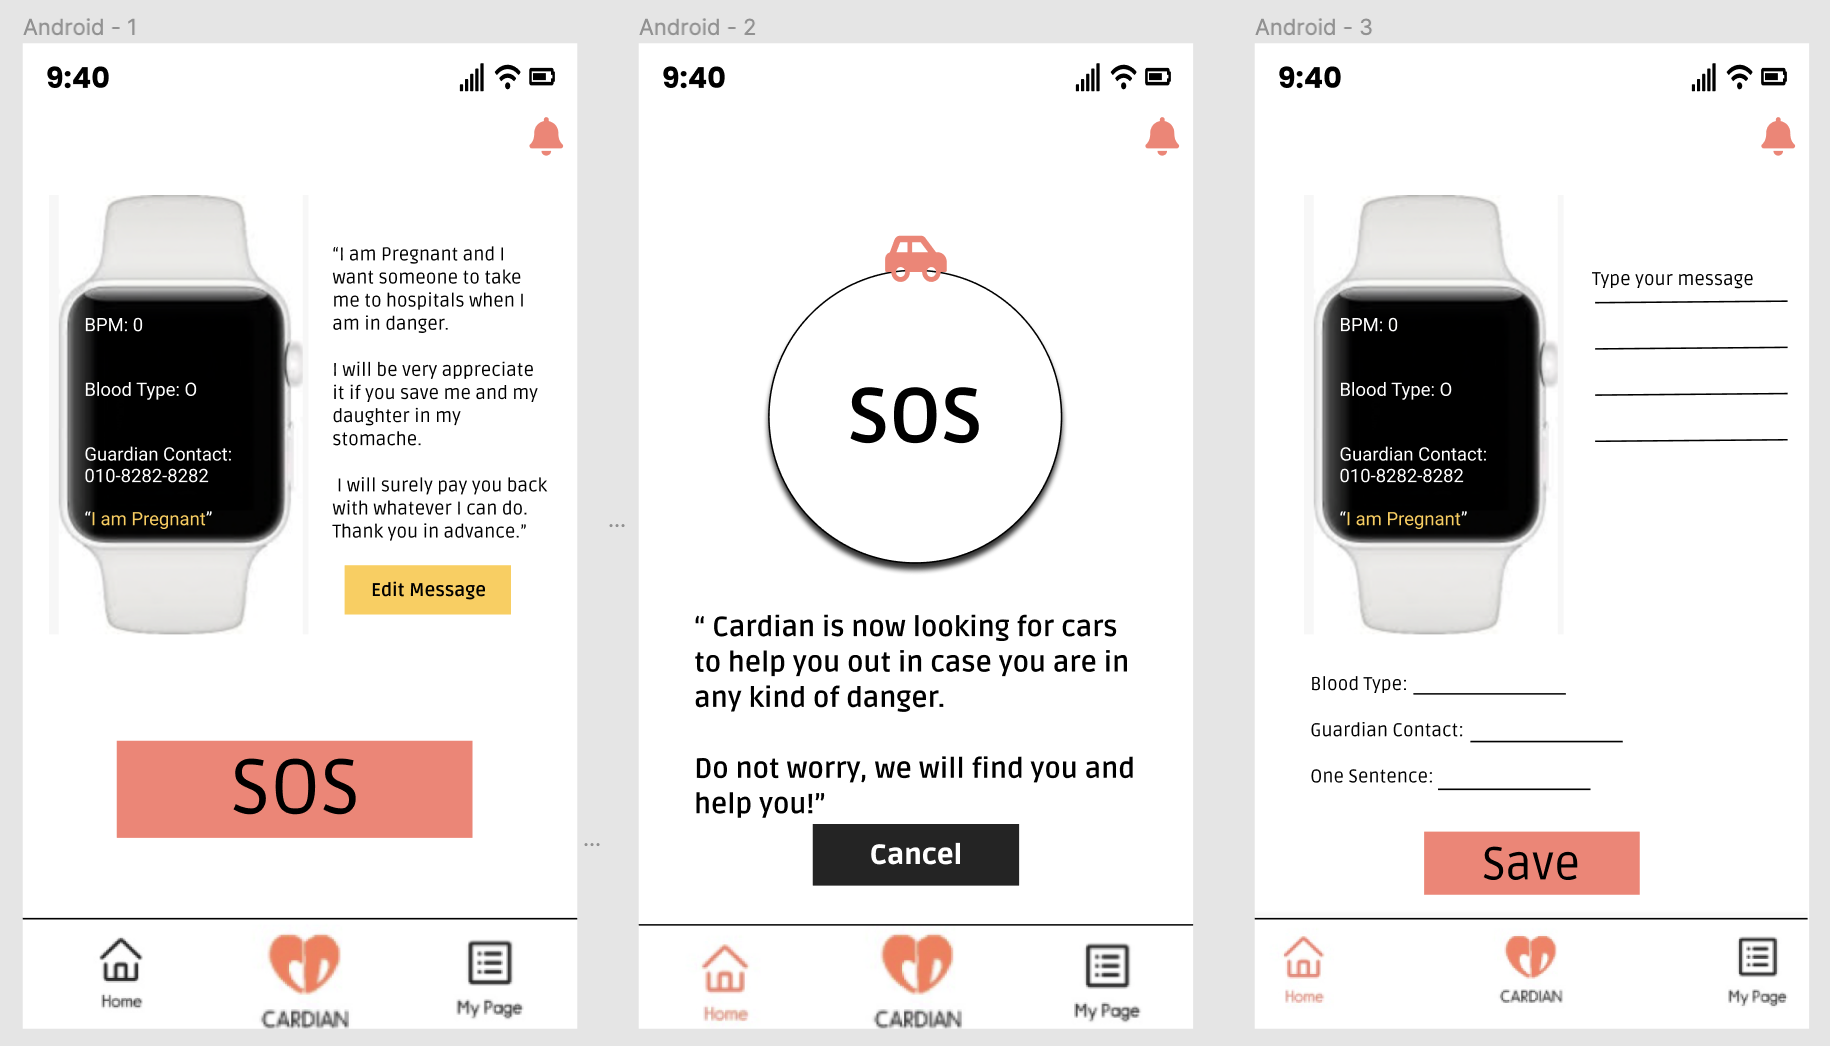 Android - 1
9:40
BPM: 0
Blood Type: O
Guardian Contact:
010-8282-8282
“I am Pregnant”
“I am Pregnant and I
want someone to take
me to hospitals when I
am in danger.
I will be very appreciate
it if you save me and my
daughter in my
stomache.
I will surely pay you back
with whatever I can do.
Thank you in advance.”
Edit Message
SOS
Home
CARDIAN
My Page
...
...
Android - 2
9:40
SOS
“ Cardian is now looking for cars
to help you out in case you are in
any kind of danger.
Do not worry, we will find you and
help you!”
Cancel
Home
CARDIAN
My Page
Android - 3
9:40
BPM: 0
Blood Type: O
Guardian Contact:
010-8282-8282
“I am Pregnant”
Type your message
Blood Type:
Guardian Contact:
One Sentence:
Save
Home
CARDIAN
My Page